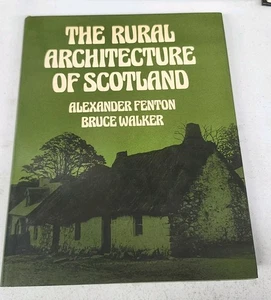 THE RURAL
ARCHITECTURE
OF SCOTLAND
ALEXANDER FENTON
BRUCE WALKER